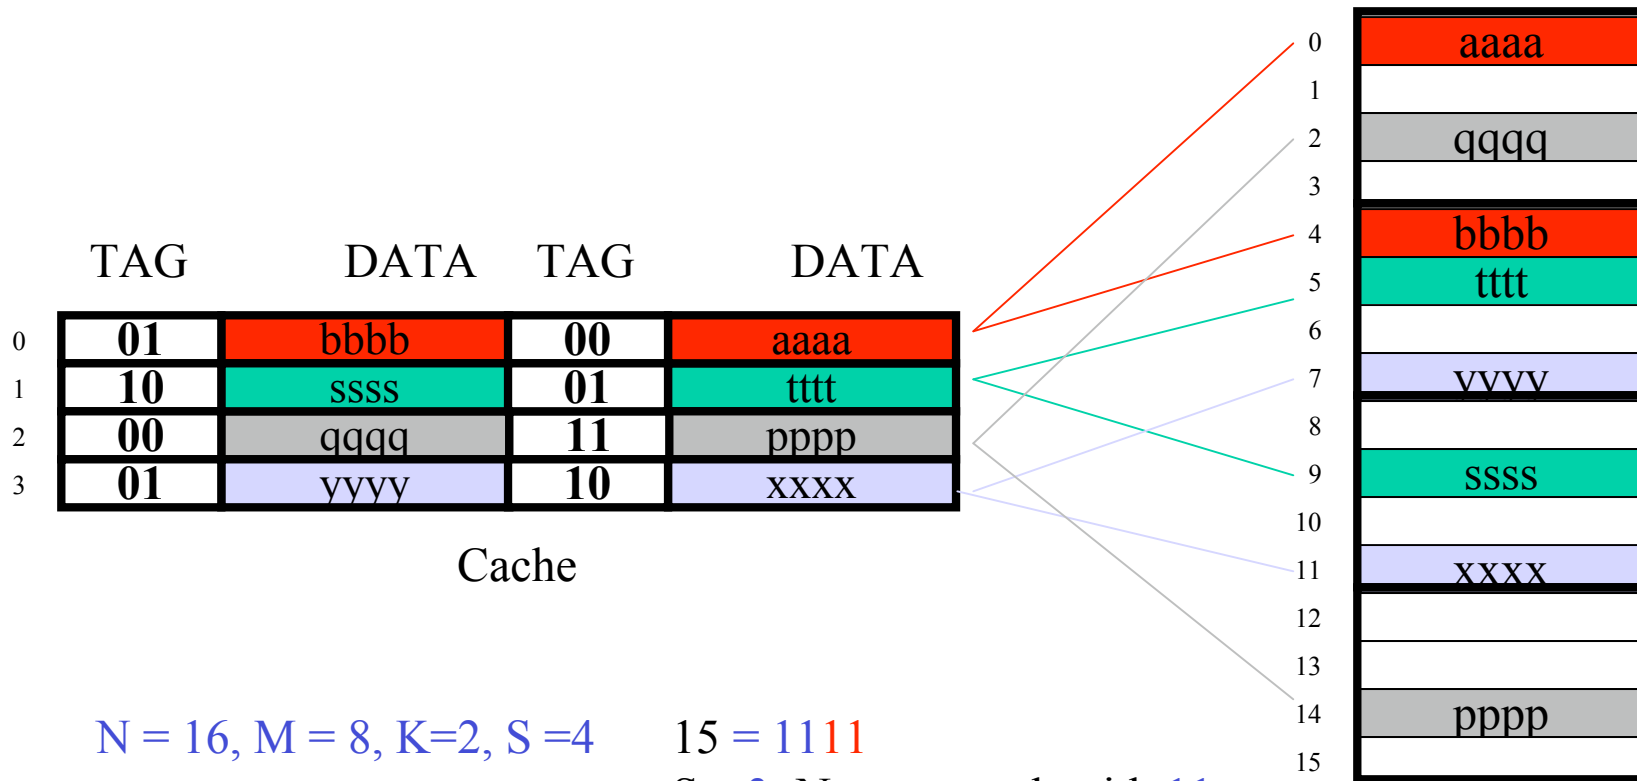 TAG DATA TAG DATA
0 01 bbbb 00 aaaa
1 10 ssss 01 tttt
2 00 qqqq 11 pppp
3 01 yyyy 10 xxxx
Cache
N = 16, M = 8, K=2, S =4
15 = 1111
0 aaaa
1
2 qqqq
3
4 bbbb
5 tttt
6
7 yyyy
8
9 ssss
10
11 xxxx
12
13
14 pppp
15